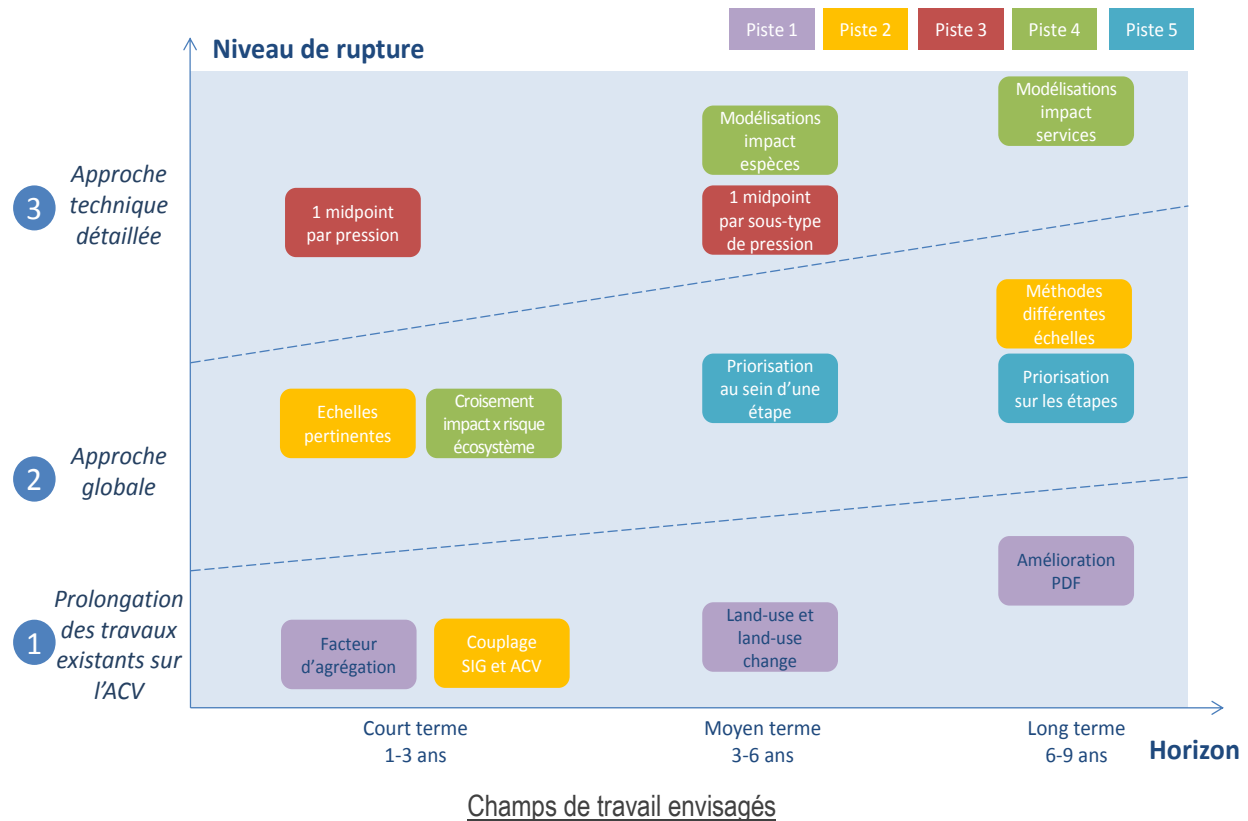 Piste 1
Piste 2
Piste 3
Piste 4
Piste 5
Niveau de rupture
3
Approche
technique
détaillée
1 midpoint
par pression
Modélisations
impact
espèces
1 midpoint
par sous-type
de pression
Modélisations
impact
services
2
Approche
globale
Echelles
pertinentes
Croisement
impact x risque
écosystème
Priorisation
au sein d'une
étape
Méthodes
différentes
échelles
Priorisation
sur les étapes
1
Prolongation
des travaux
existants sur
l'ACV
Facteur
d'agrégation
Couplage
SIG et ACV
Land-use et
land-use
change
Amélioration
PDF
Court terme
1-3 ans
Moyen terme
3-6 ans
Long terme
6-9 ans
Horizon
Champs de travail envisagés